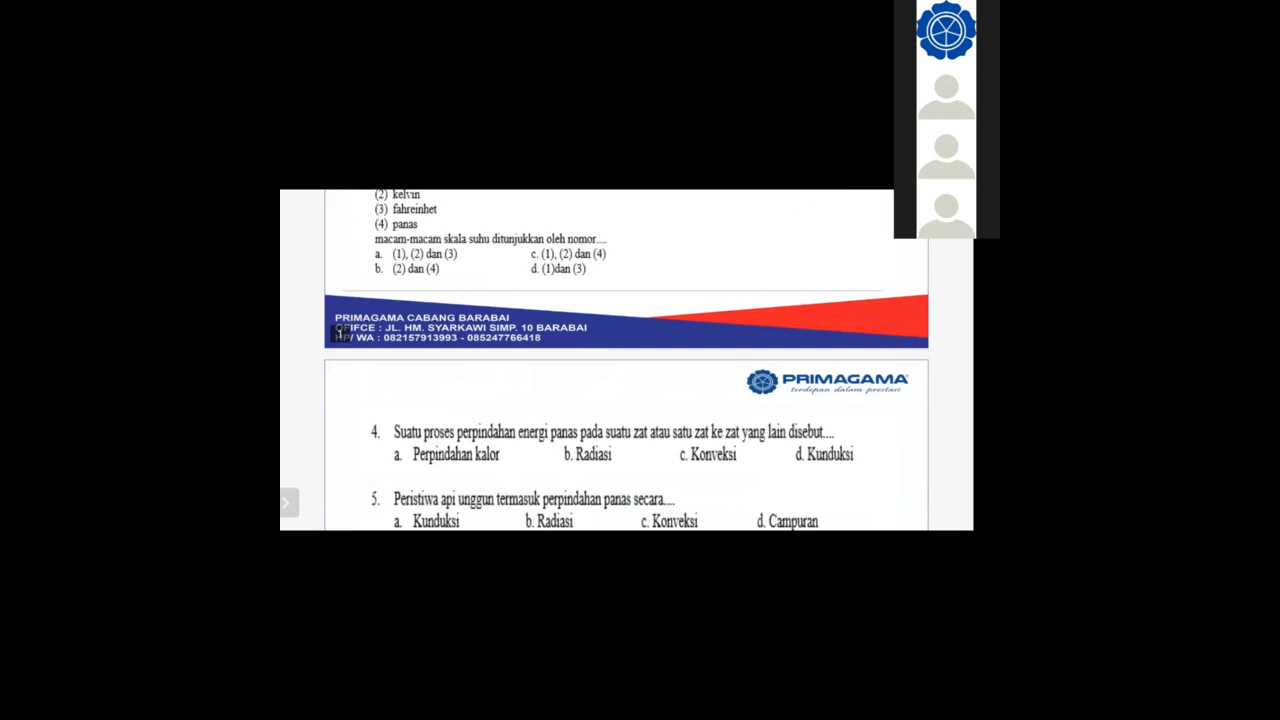 (2) kelvin
(3) fahreinhet
(4) panas
macam-macam skala suhu ditunjukkan oleh nomor....
a. (1), (2) dan (3) c. (1), (2) dan (4)
b. (2) dan (4) d. (1)dan (3)
PRIMAGAMA CABANG BARABAI
OFIFCE : JL. HM. SYARKAWI SIMP. 10 BARABAI
HP/ WA : 082157913993 - 085247766418
1
PRIMAGAMA
terdepan dalam prestasi
4. Suatu proses perpindahan energi panas pada suatu zat atau satu zat ke zat yang lain disebut....
a. Perpindahan kalor b. Radiasi c. Konveksi d. Kunduksi
5. Peristiwa api unggun termasuk perpindahan panas secara....
a. Kunduksi b. Radiasi c. Konveksi d. Campuran